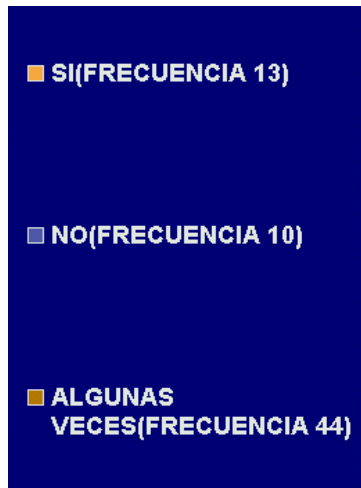 SI(FRECUENCIA 13)
NO(FRECUENCIA 10)
ALGUNAS
VECES(FRECUENCIA 44)